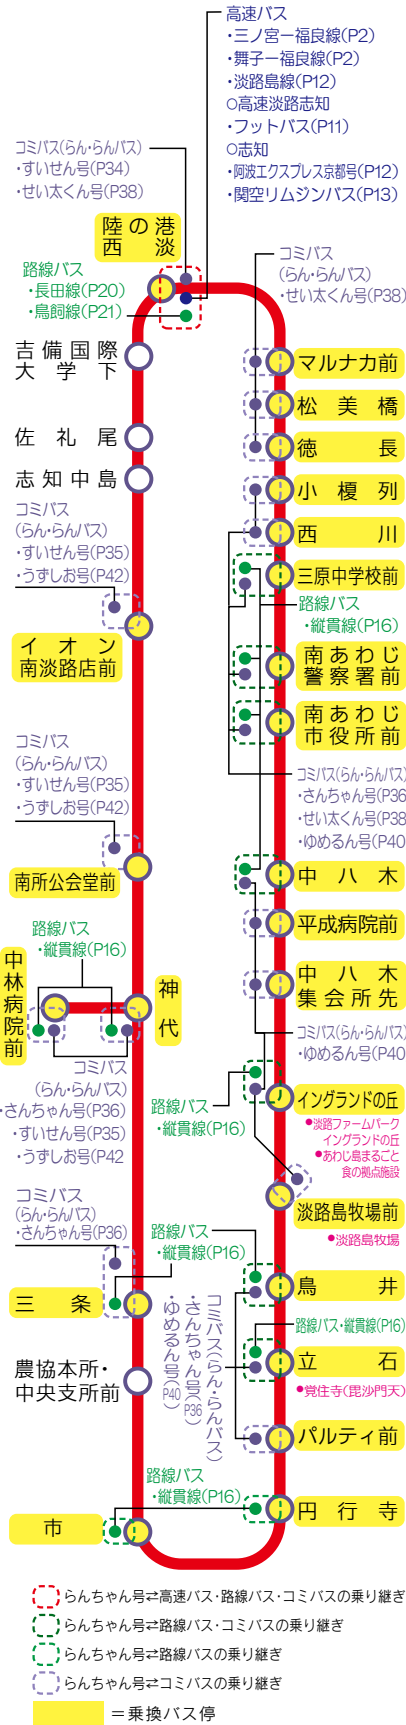 高速バス
・三ノ宮ー福良線(P2)
・舞子ー福良線(P2)
・淡路島線(P12)
○高速淡路志知
・フットバス(P11)
○志知
・阿波エクスプレス京都号(P12)
・関空リムジンバス(P13)
コミバス(らん・らんバス)
・すいせん号(P34)
・せい太くん号(P38)
陸の港
西淡
路線バス
・長田線(P20)
・鳥飼線(P21)
コミバス
(らん・らんバス)
・せい太くん号(P38)
吉備国際
大学下
マルナカ前
松美橋
佐礼尾
徳長
志知中島
小榎列
コミバス
(らん・らんバス)
・すいせん号(P35)
・うずしお号(P42)
西川
三原中学校前
路線バス
・縦貫線(P16)
イオン
南淡路店前
南あわじ
警察署前
南あわじ
市役所前
コミバス
(らん・らんバス)
・すいせん号(P35)
・うずしお号(P42)
コミバス(らん・らんバス)
・さんちゃん号(P36
・せい太くん号(P38
・ゆめるん号(P40
南所公会堂前
中八木
路線バス
・縦貫線(P16)
平成病院前
中林病院前
神代
中八木
集会所先
コミバス(らん・らんバス)
・ゆめるん号(P40
コミバス
(らん・らんバス)
・さんちゃん号(P36)
・すいせん号(P35)
・うずしお号(P42
路線バス
・縦貫線(P16)
イングランドの丘
●淡路ファームパーク
イングランドの丘
●あわじ島まるごと
食の拠点施設
コミバス
(らん・らんバス)
・さんちゃん号(P36)
淡路島牧場前
●淡路島牧場
路線バス
・縦貫線(P16)
三条
鳥井
コミバス(らん・らんバス)
・さんちゃん号(P36)
・ゆめるん号(P40)
路線バス・縦貫線(P16)
農協本所・
中央支所前
立石
●覚住寺(毘沙門天)
パルティ前
路線バス
・縦貫線(P16)
市
円行寺
らんちゃん号⇄高速バス・路線バス・コミバスの乗り継ぎ
らんちゃん号⇄路線バス・コミバスの乗り継ぎ
らんちゃん号⇄路線バスの乗り継ぎ
らんちゃん号⇄コミバスの乗り継ぎ
＝乗換バス停